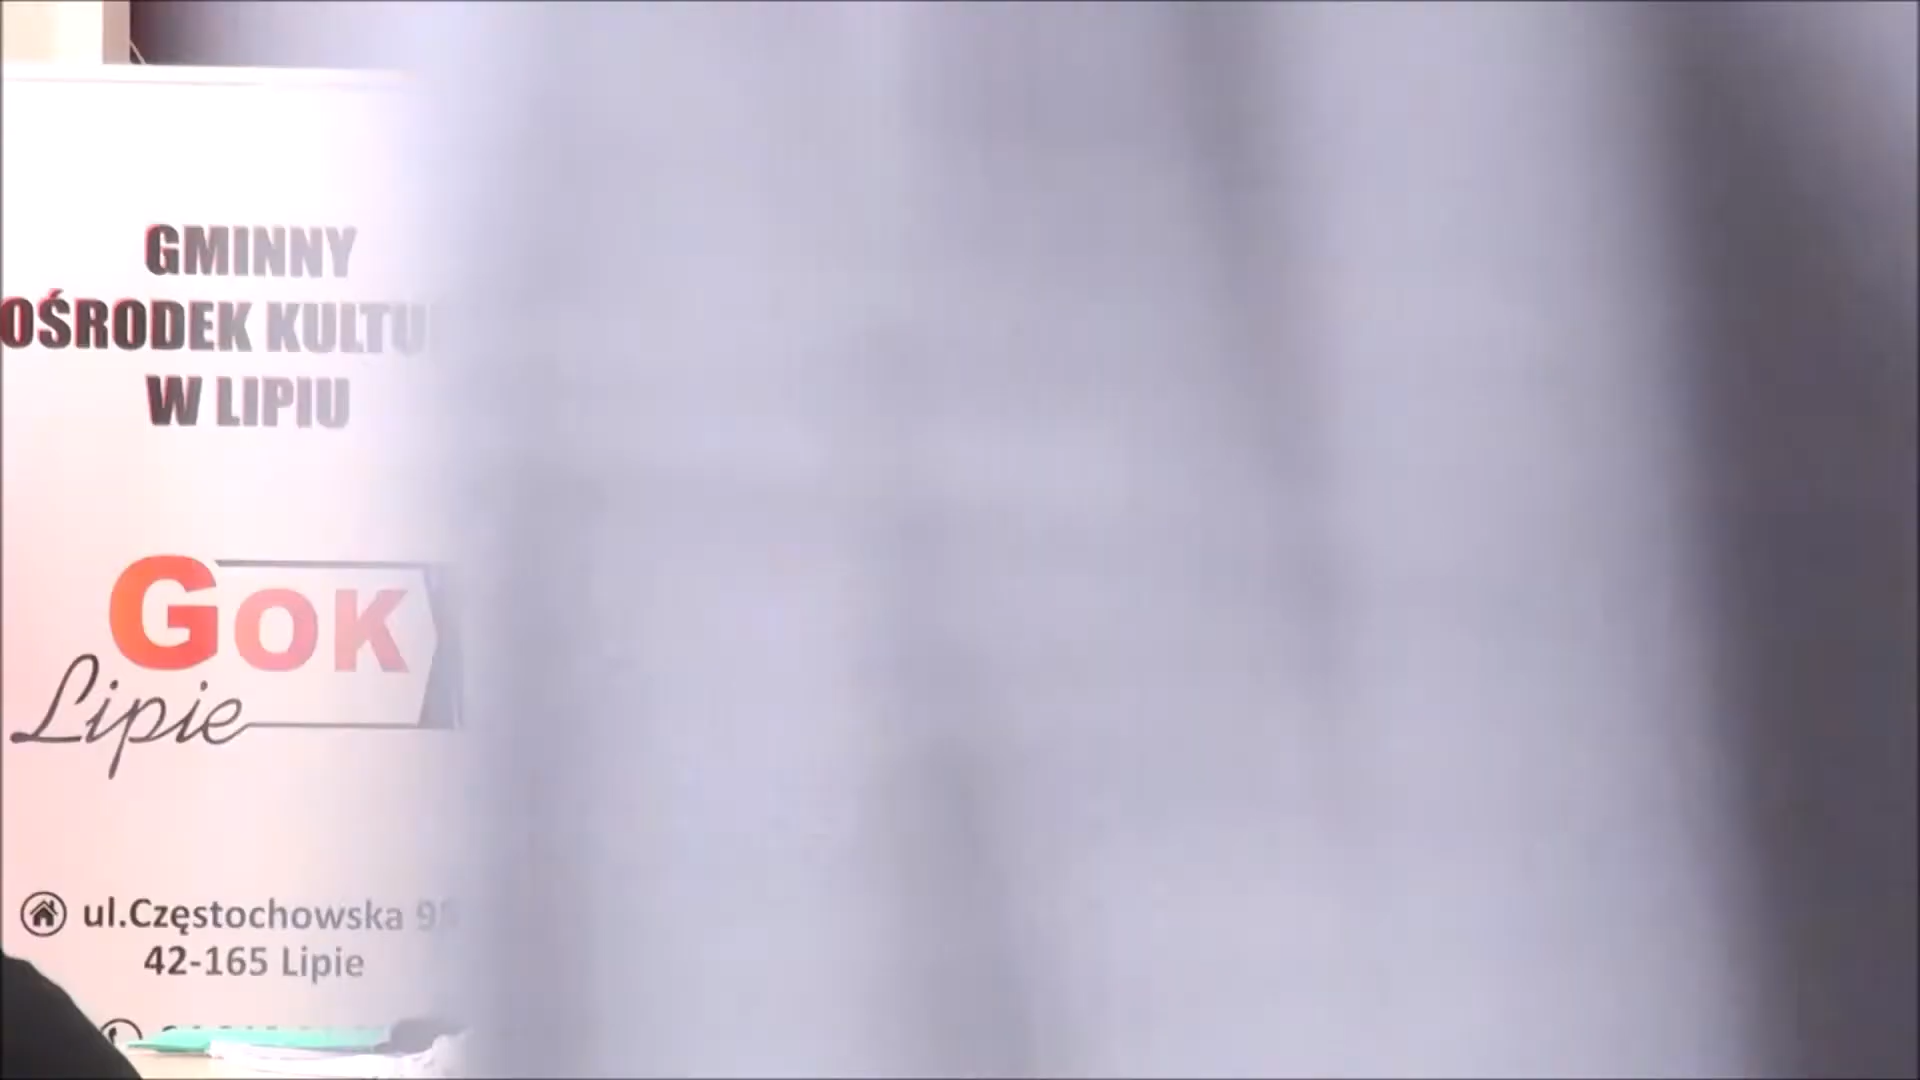 GMINNY
OŚRODEK KULTU
W LIPIU
GOK
Lipie
ul.Częstochowska
42-165 Lipie